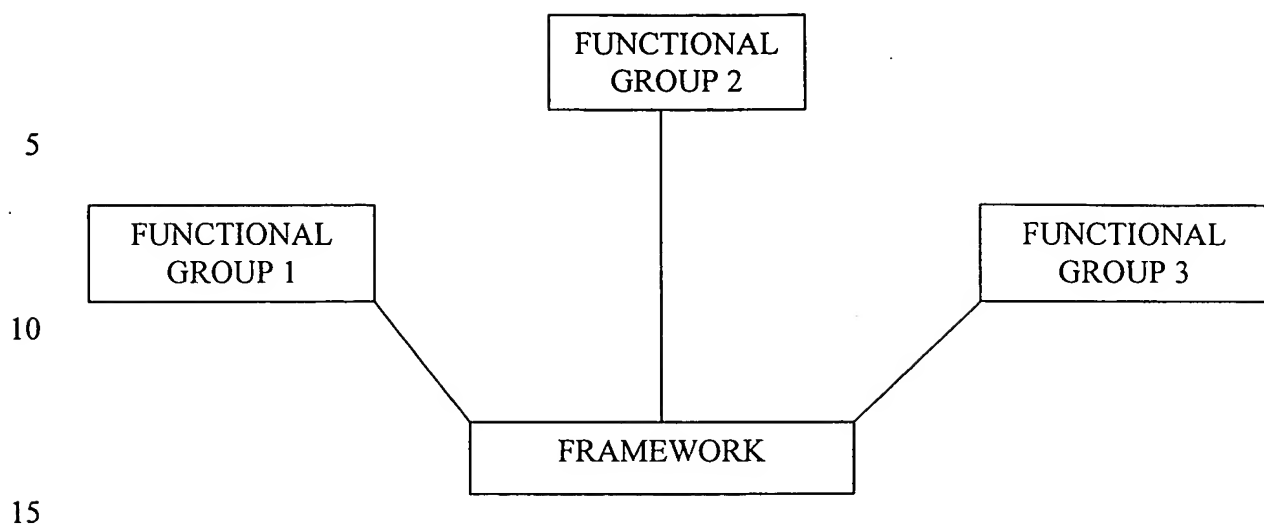 FUNCTIONAL
GROUP 2
5
FUNCTIONAL
GROUP 1
FUNCTIONAL
GROUP 3
10
FRAMEWORK
15